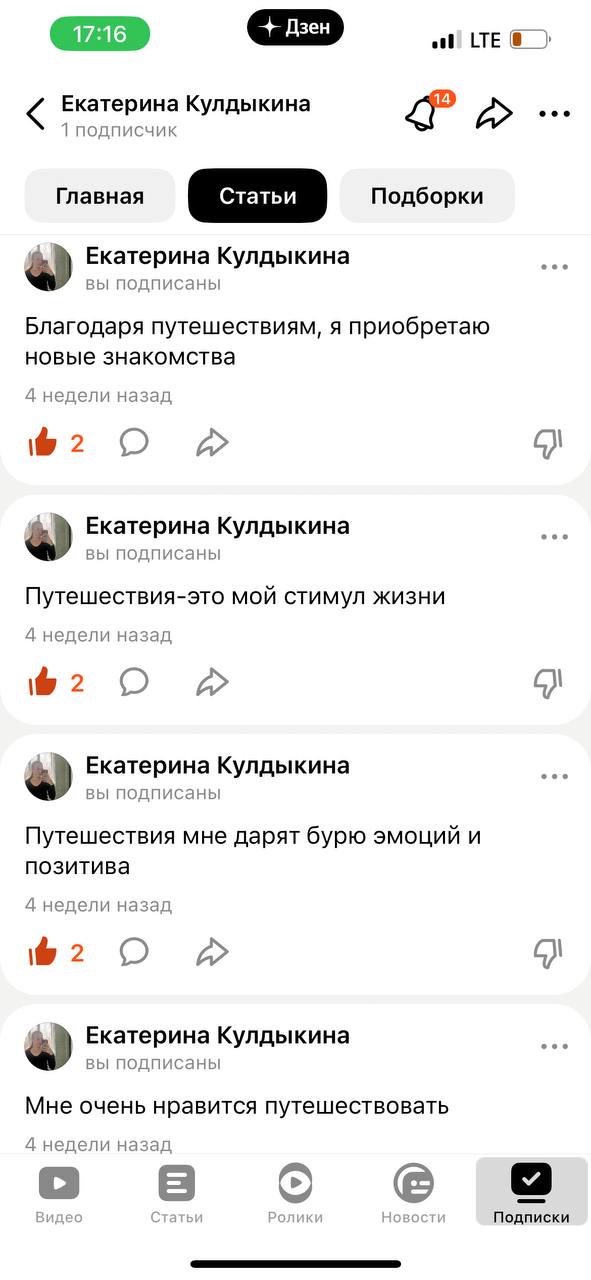 17:16
Дзен
LTE
Екатерина Кулдыкина
1 подписчик
14
Главная
Статьи
Подборки
Екатерина Кулдыкина
вы подписаны
Благодаря путешествиям, я приобретаю
новые знакомства
4 недели назад
2
Екатерина Кулдыкина
вы подписаны
Путешествия-это мой стимул жизни
4 недели назад
2
Екатерина Кулдыкина
вы подписаны
Путешествия мне дарят бурю эмоций и
позитива
4 недели назад
2
Екатерина Кулдыкина
вы подписаны
Мне очень нравится путешествовать
4 недели назад
Видео
Статьи
Ролики
Новости
Подписки